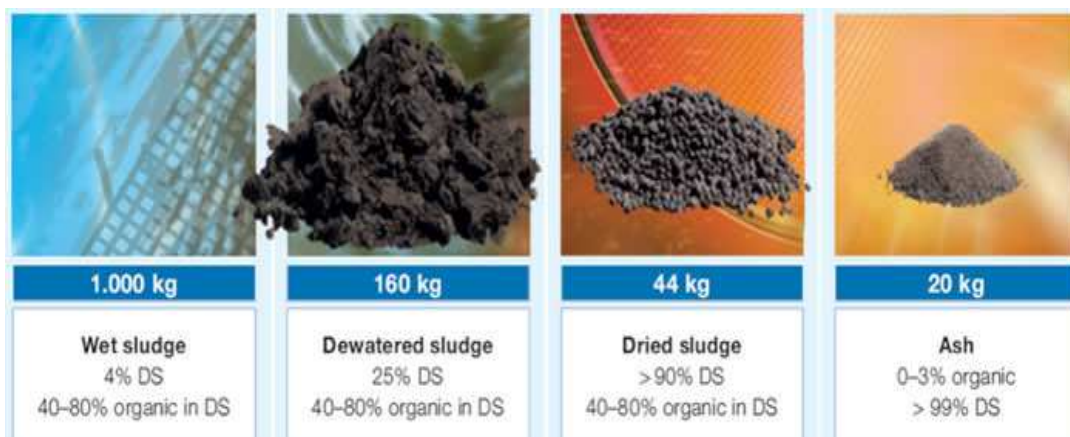 1.000 kg
160 kg
44 kg
20 kg
Wet sludge
4% DS
40–80% organic in DS
Dewatered sludge
25% DS
40–80% organic in DS
Dried sludge
>90% DS
40–80% organic in DS
Ash
0–3% organic
> 99% DS